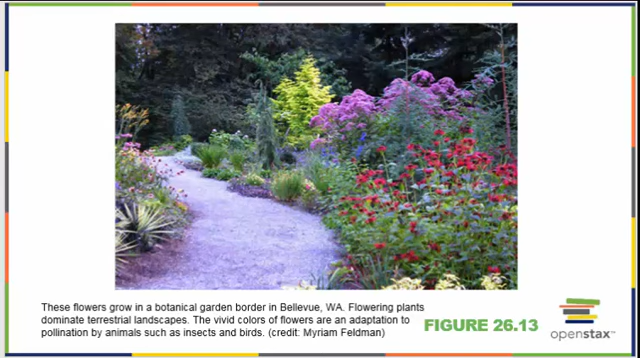 These flowers grow in a botanical garden border in Bellevue, WA. Flowering plants
dominate terrestrial landscapes. The vivid colors of flowers are an adaptation to
pollination by animals such as insects and birds. (credit: Myriam Feldman)
FIGURE 26.13
openstax™